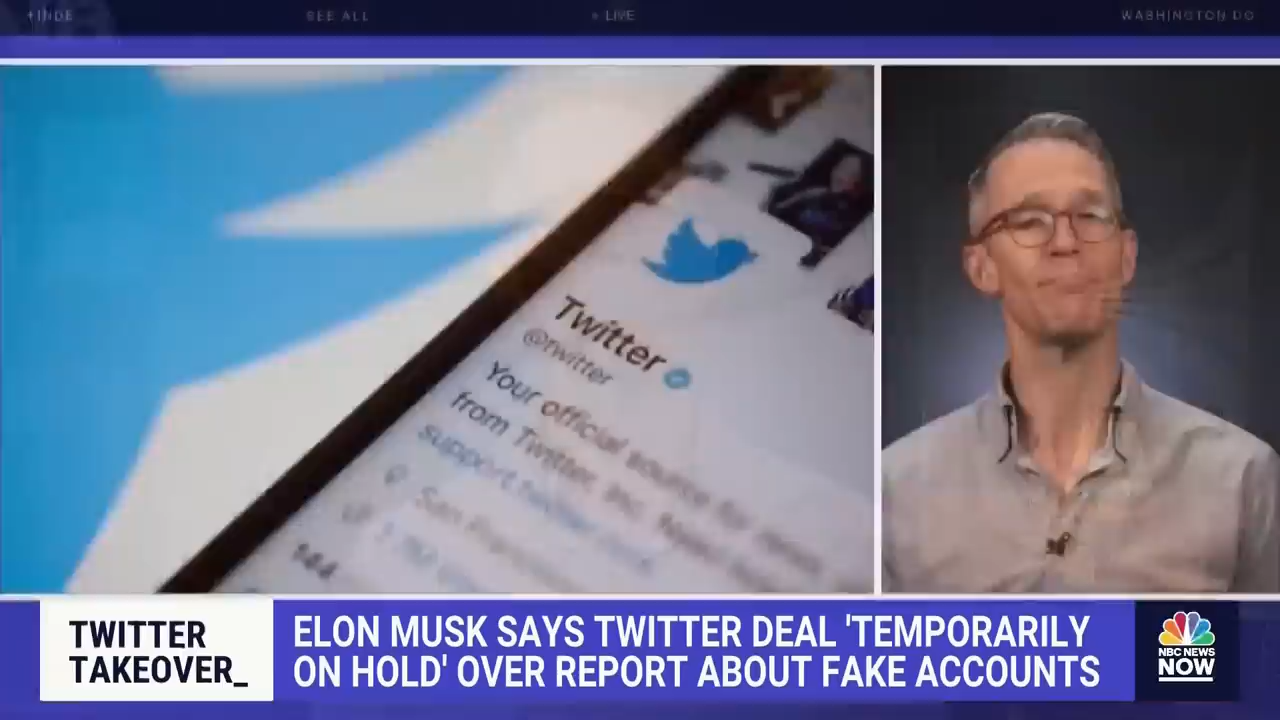 SEE ALL
LIVE
WASHINGTON DC
Twitter
@twitter
Your official source for news
from Twitter, Inc. Need
support.twitter.com
San Francisco
144
TWITTER
TAKEOVER_
ELON MUSK SAYS TWITTER DEAL 'TEMPORARILY
ON HOLD' OVER REPORT ABOUT FAKE ACCOUNTS
NBC NEWS
NOW